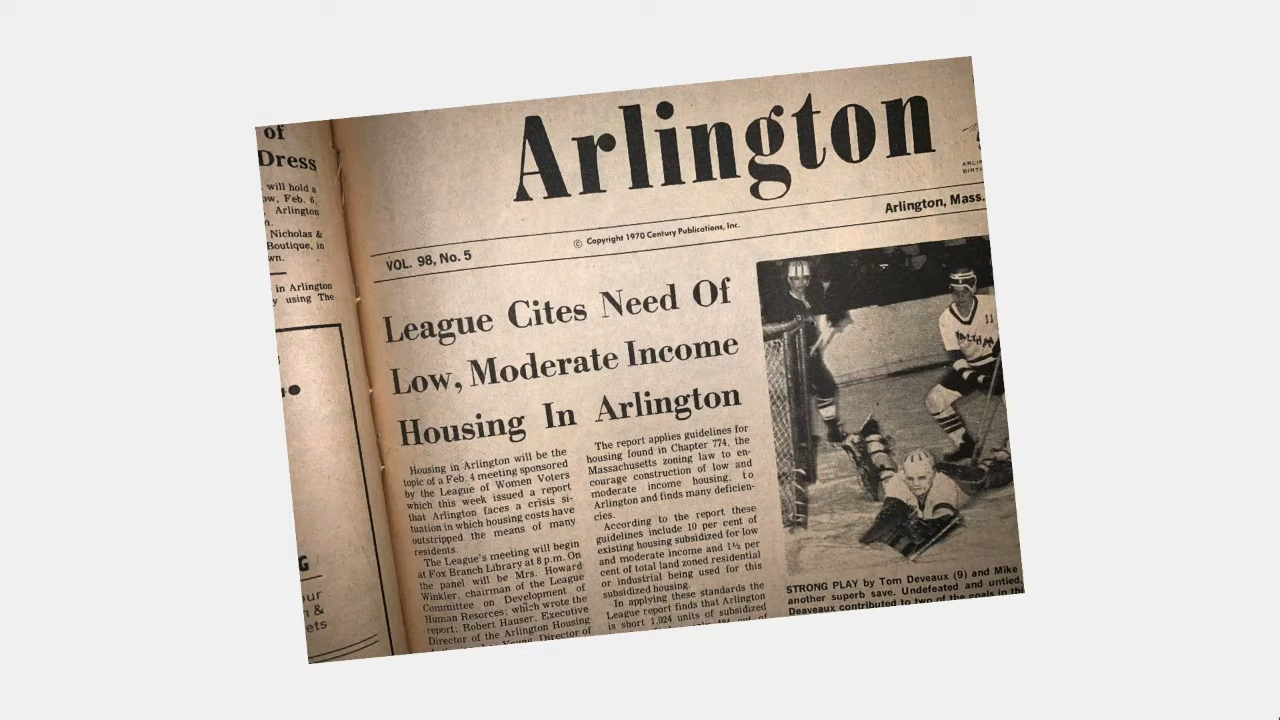 of
Dress
will hold a
Feb. 6,
Arlington
Nicholas &
Boutique, in
in Arlington
using The
&
Arlington
Arlington, Mass.
© Copyright 1970 Century Publications, Inc.
VOL. 98, No. 5
League Cites Need Of
Low, Moderate Income
Housing In Arlington
Housing in Arlington will be the
topic of a Feb. 4 meeting sponsored
by the League of Women Voters
which this week issued a report
that Arlington faces a crisis si-
tuation in which housing costs have
outstripped the means of many
residents.
The League's meeting will begin
at Fox Branch Library at 8 p.m. On
the panel will be Mrs. Howard
Winkler, chairman of the League
Committee on Development of
Human Resorces; which wrote the
report; Robert Hauser, Executive
Director of the Arlington Housing
Young, Director of
The report applies guidelines for
housing found in Chapter 774, the
Massachusetts zoning law to en-
courage construction of low and
moderate income housing, to
Arlington and finds many deficien-
cies.
According to the report these
guidelines include 10 per cent of
existing housing subsidized for low
and moderate income and 1½ per
cent of total land zoned residential
or industrial being used for this
subsidized housing.
In applying these standards the
League report finds that Arlington
is short 1,024 units of subsidized
out of
11
STRONG PLAY by Tom Deveaux (9) and Mike
another superb save. Undefeated and untied,
Deaveaux contributed to two of the goals in th